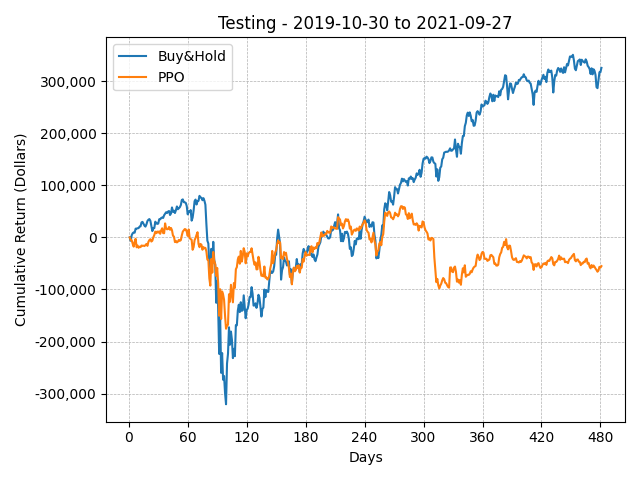 Testing - 2019-10-30 to 2021-09-27
Buy&Hold
PPO
Cumulative Return (Dollars)
300,000
200,000
100,000
0
-100,000
-200,000
-300,000
0 60 120 180 240 300 360 420 480
Days